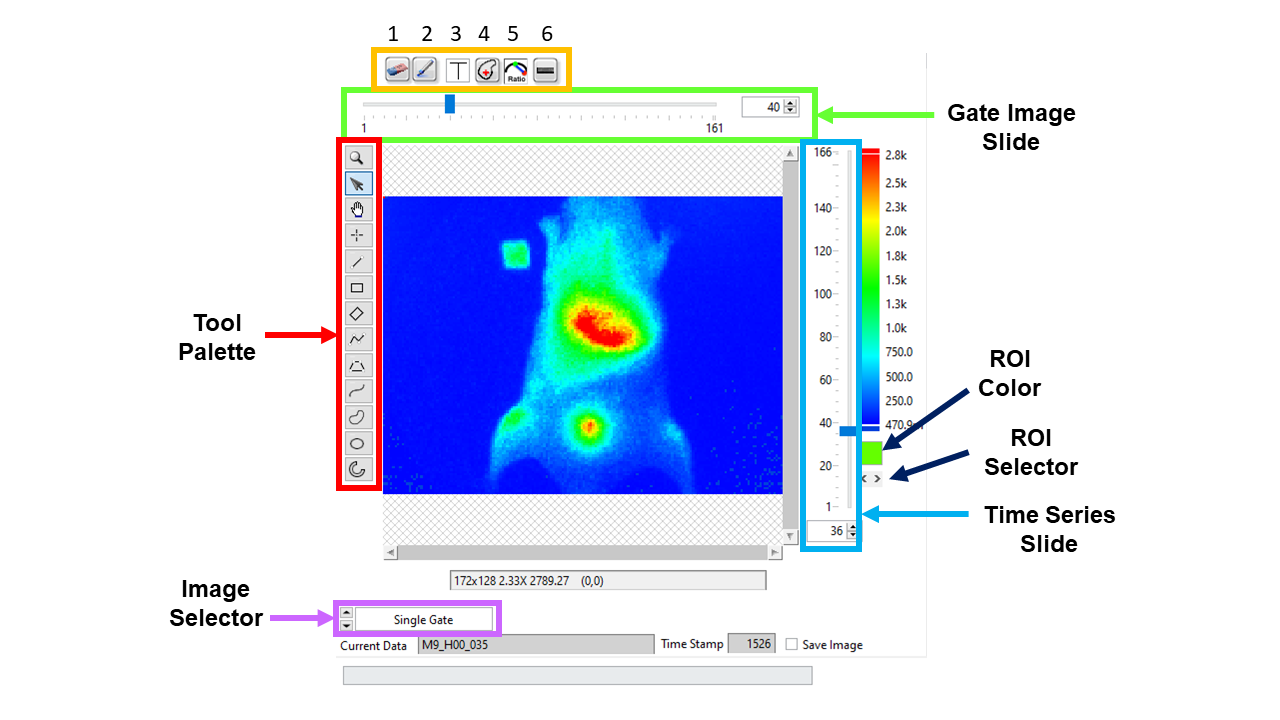 1 2 3 4 5 6
T
Ratio
40
1 161
Gate Image
Slide
166
140
120
100
80
60
40
20
1
36
2.8k
2.5k
2.3k
2.0k
1.8k
1.5k
1.3k
1.0k
750.0
500.0
250.0
Tool
Palette
ROI
Color
ROI
Selector
Time Series
Slide
172x128 2.33X 2789.27 (0,0)
Image
Selector
Single Gate
Current Data M9_H00_035 Time Stamp 1526 Save Image